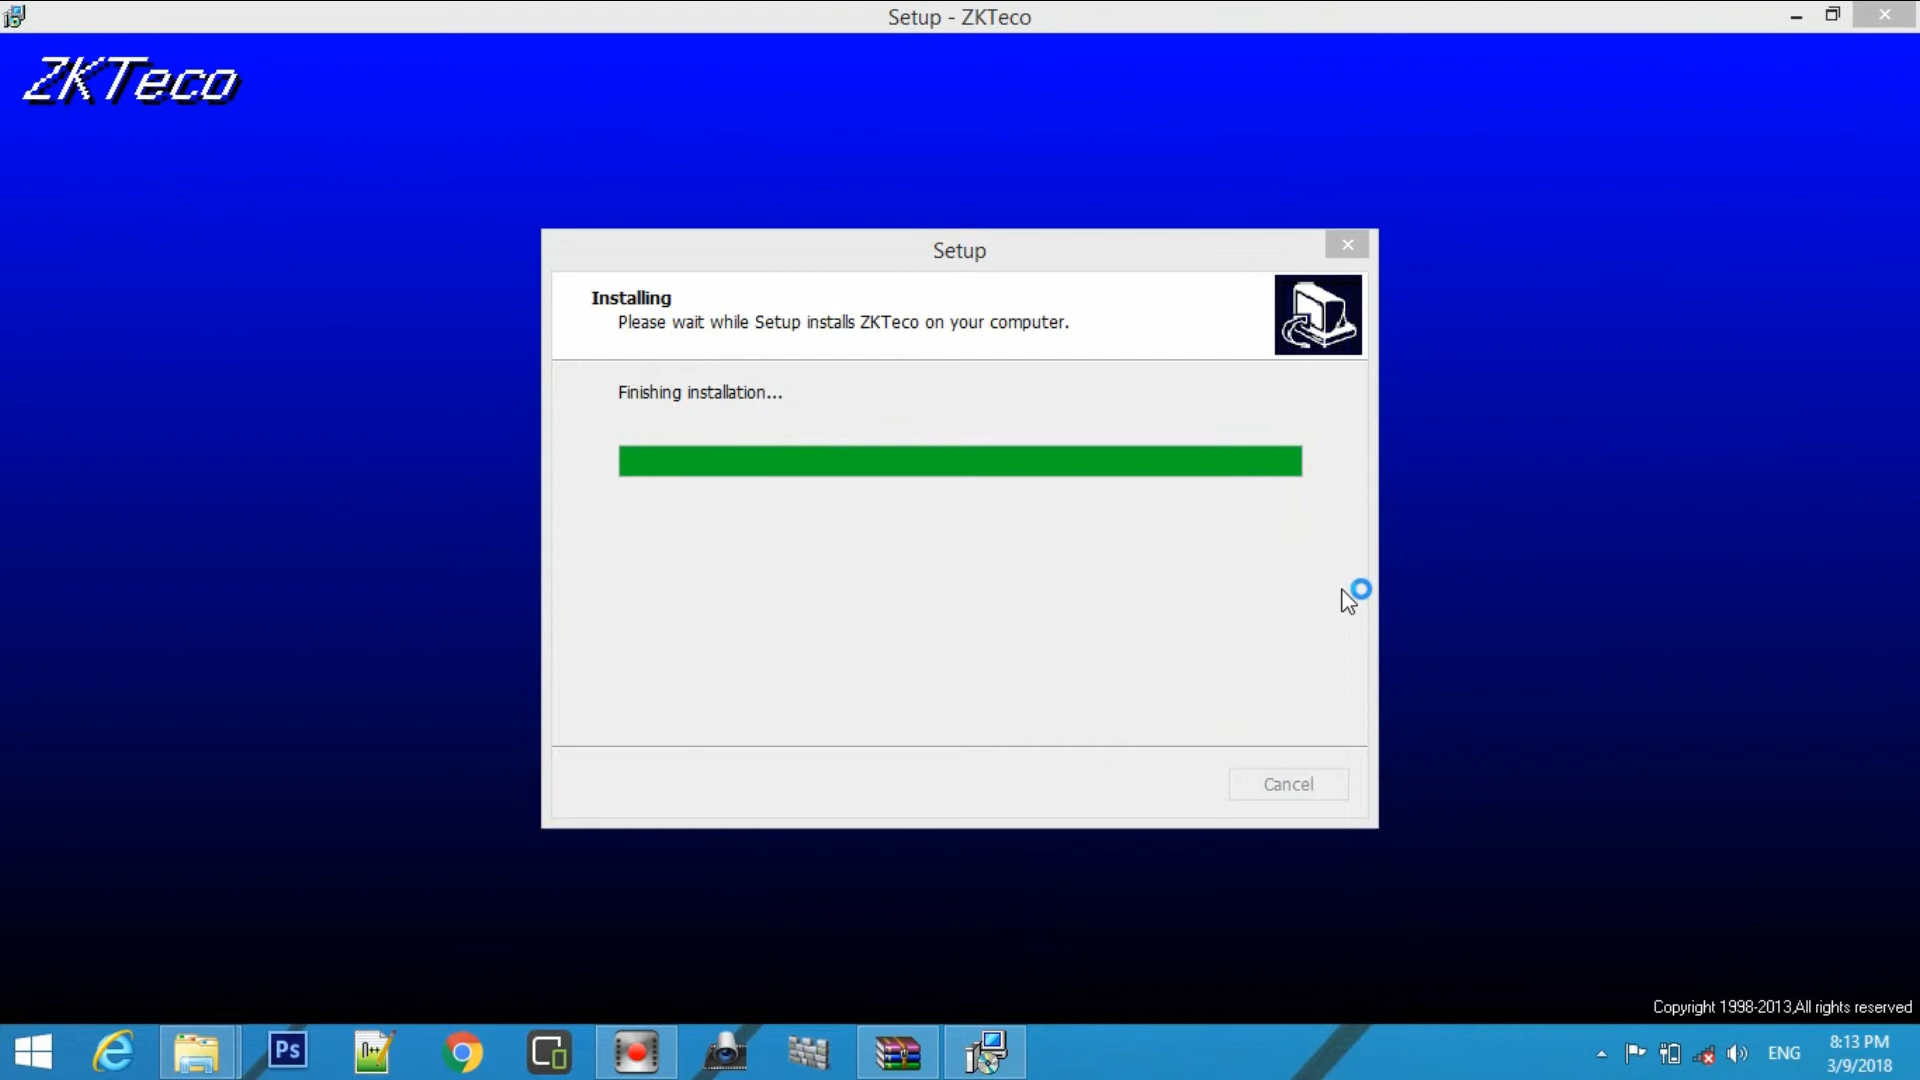 Setup - ZKTeco
ZKTeco
Setup
Installing
Please wait while Setup installs ZKTeco on your computer.
Finishing installation...
Cancel
Copyright 1998-2013,All rights reserved
Ps
n++
ENG
8:13 PM
3/9/2018